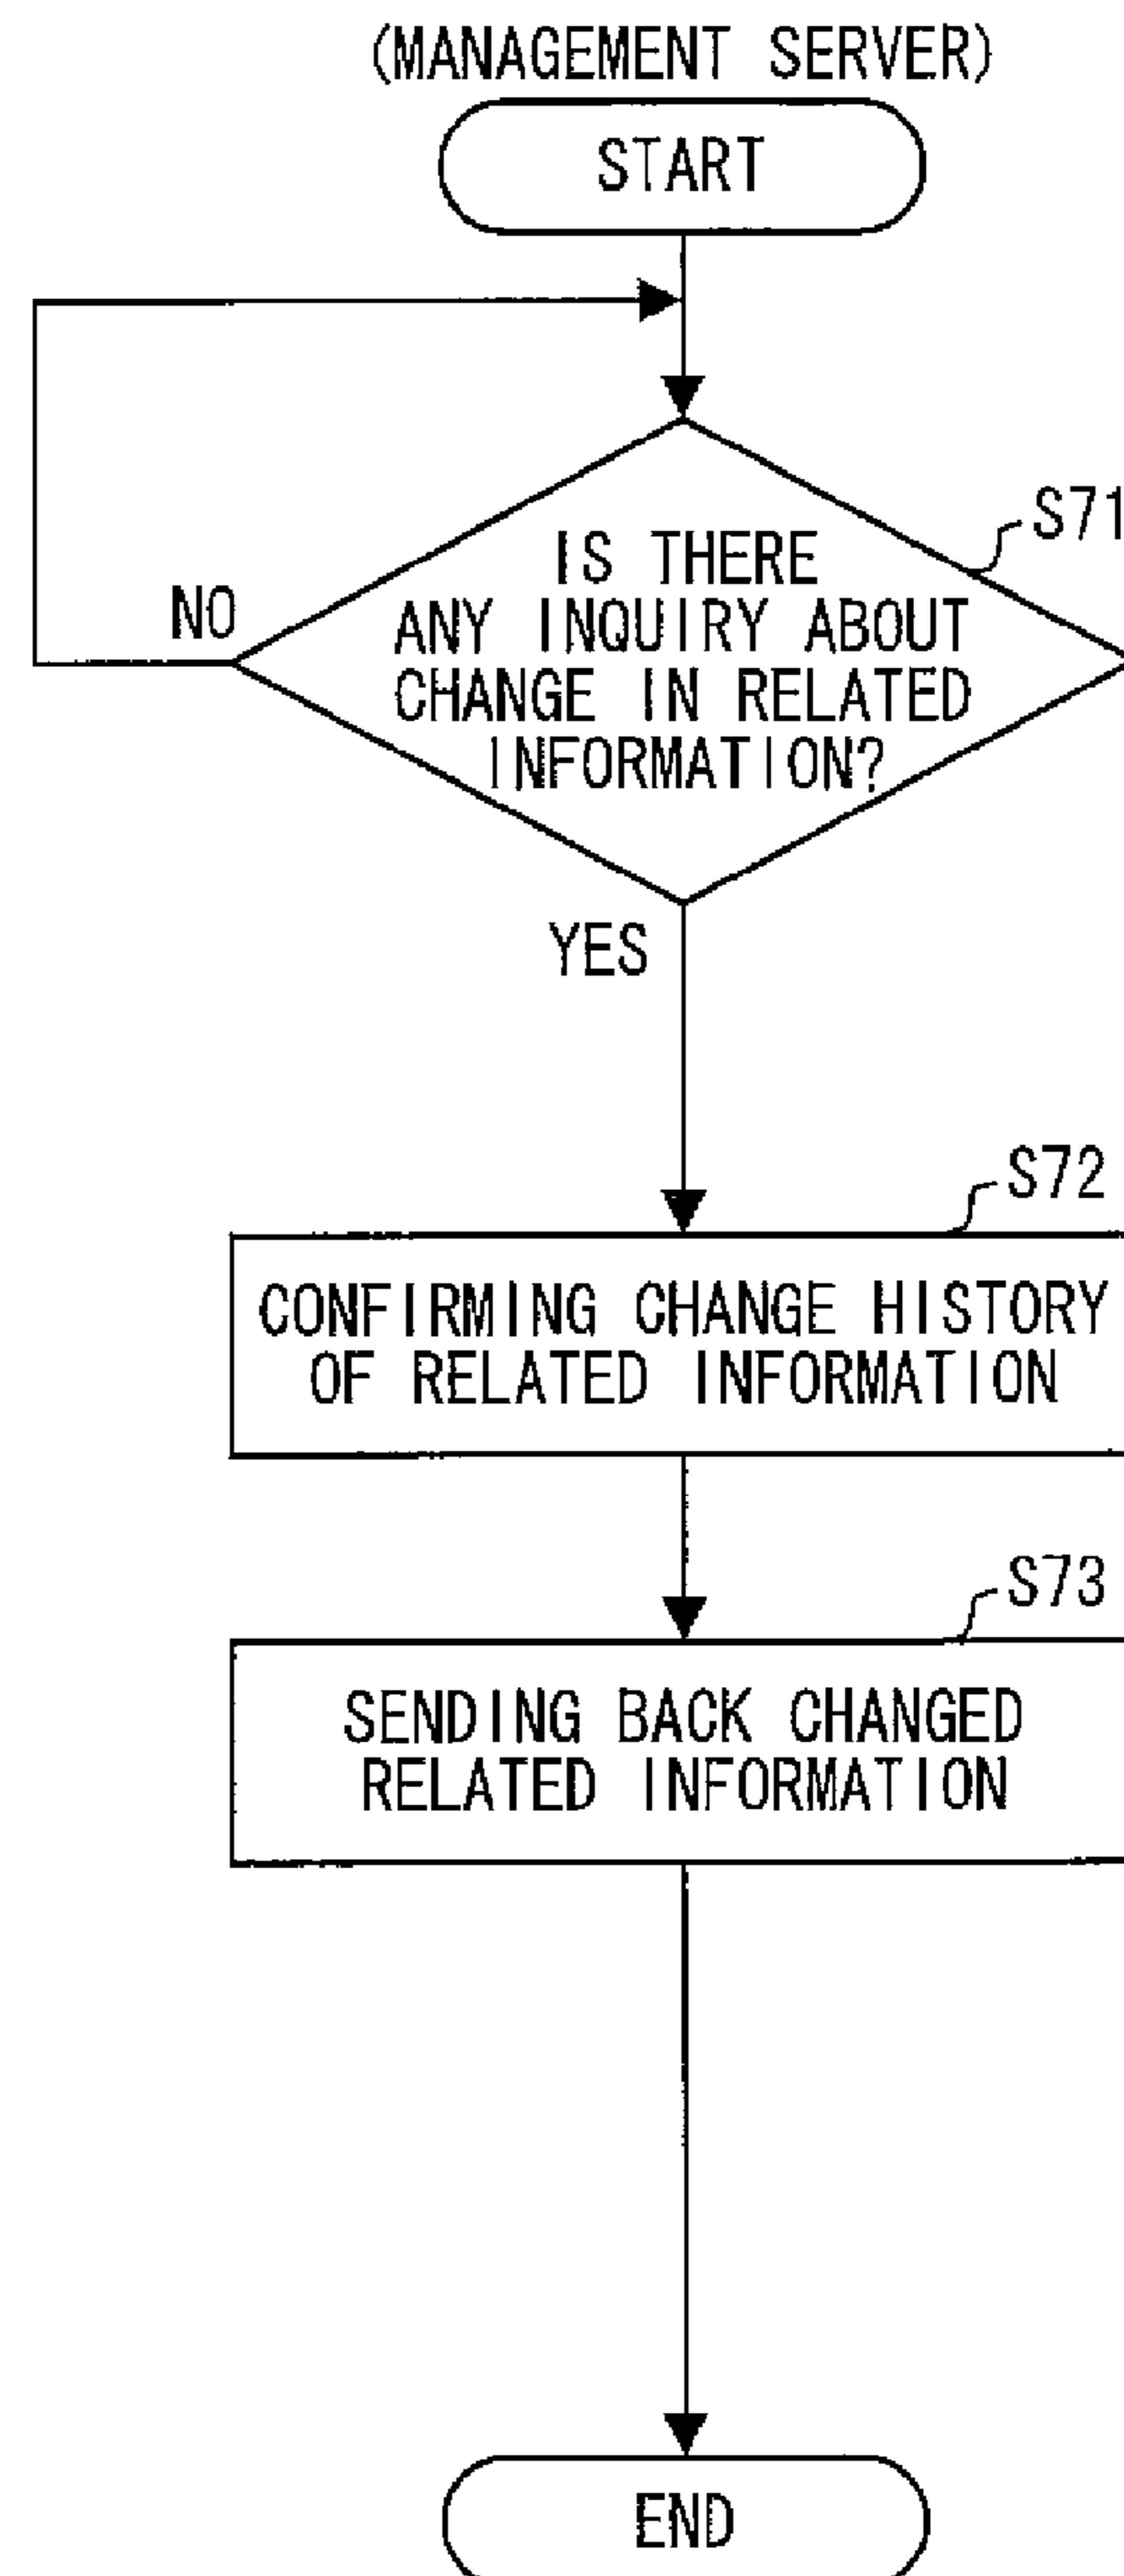 (MANAGEMENT SERVER)
START
S71
IS THERE
ANY INQUIRY ABOUT
CHANGE IN RELATED
INFORMATION?
NO
YES
S72
CONFIRMING CHANGE HISTORY
OF RELATED INFORMATION
S73
SENDING BACK CHANGED
RELATED INFORMATION
END